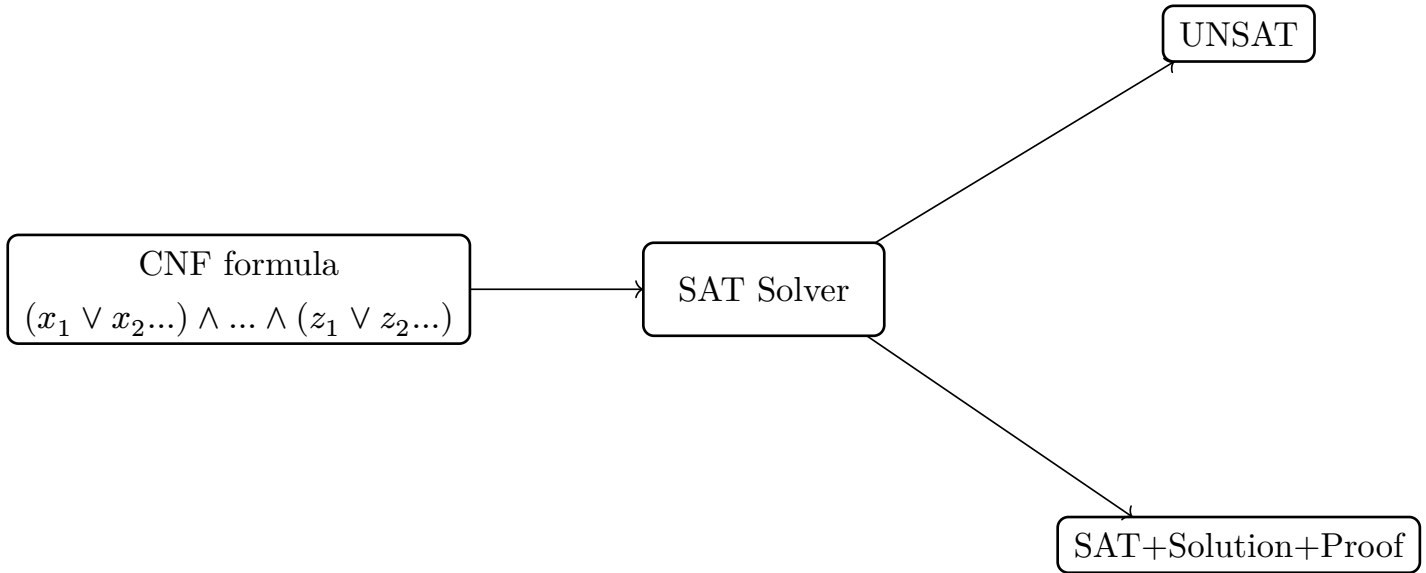 UNSAT
CNF formula
(x₁ ∨ x₂...) ∧ ... ∧ (z₁ ∨ z₂...)
SAT Solver
SAT+Solution+Proof